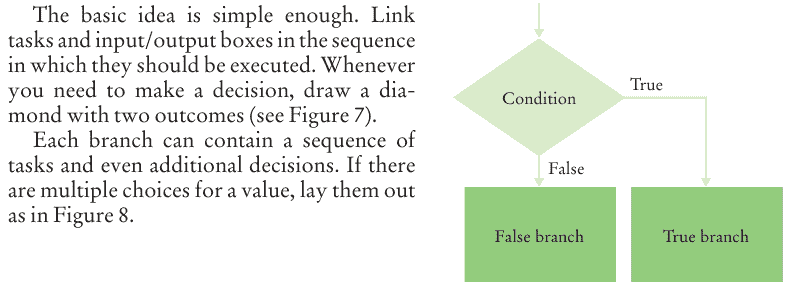 The basic idea is simple enough. Link
tasks and input/output boxes in the sequence
in which they should be executed. Whenever
you need to make a decision, draw a dia-
mond with two outcomes (see Figure 7).
Each branch can contain a sequence of
tasks and even additional decisions. If there
are multiple choices for a value, lay them out
as in Figure 8.
Condition
True
False
False branch
True branch